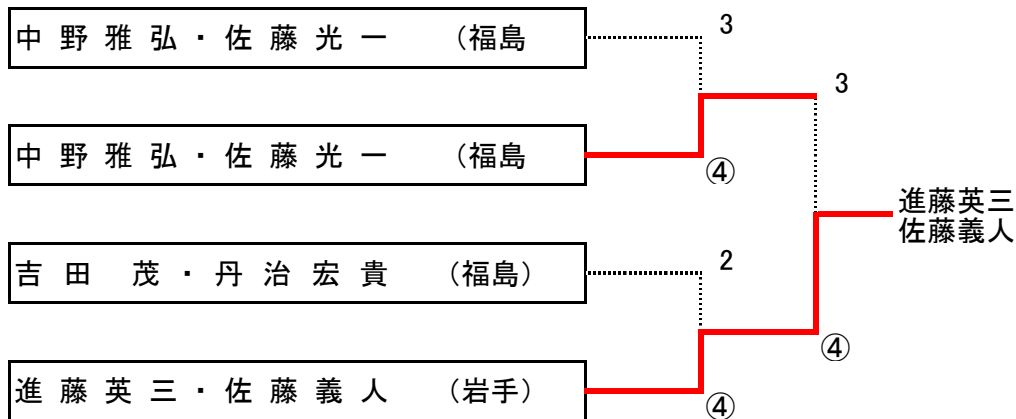 中野雅弘・佐藤光一 （福島
3
3
中野雅弘・佐藤光一 （福島
④
進藤英三
佐藤義人
吉田 茂・丹治宏貴 （福島）
2
④
進藤英三・佐藤義人 （岩手）
④